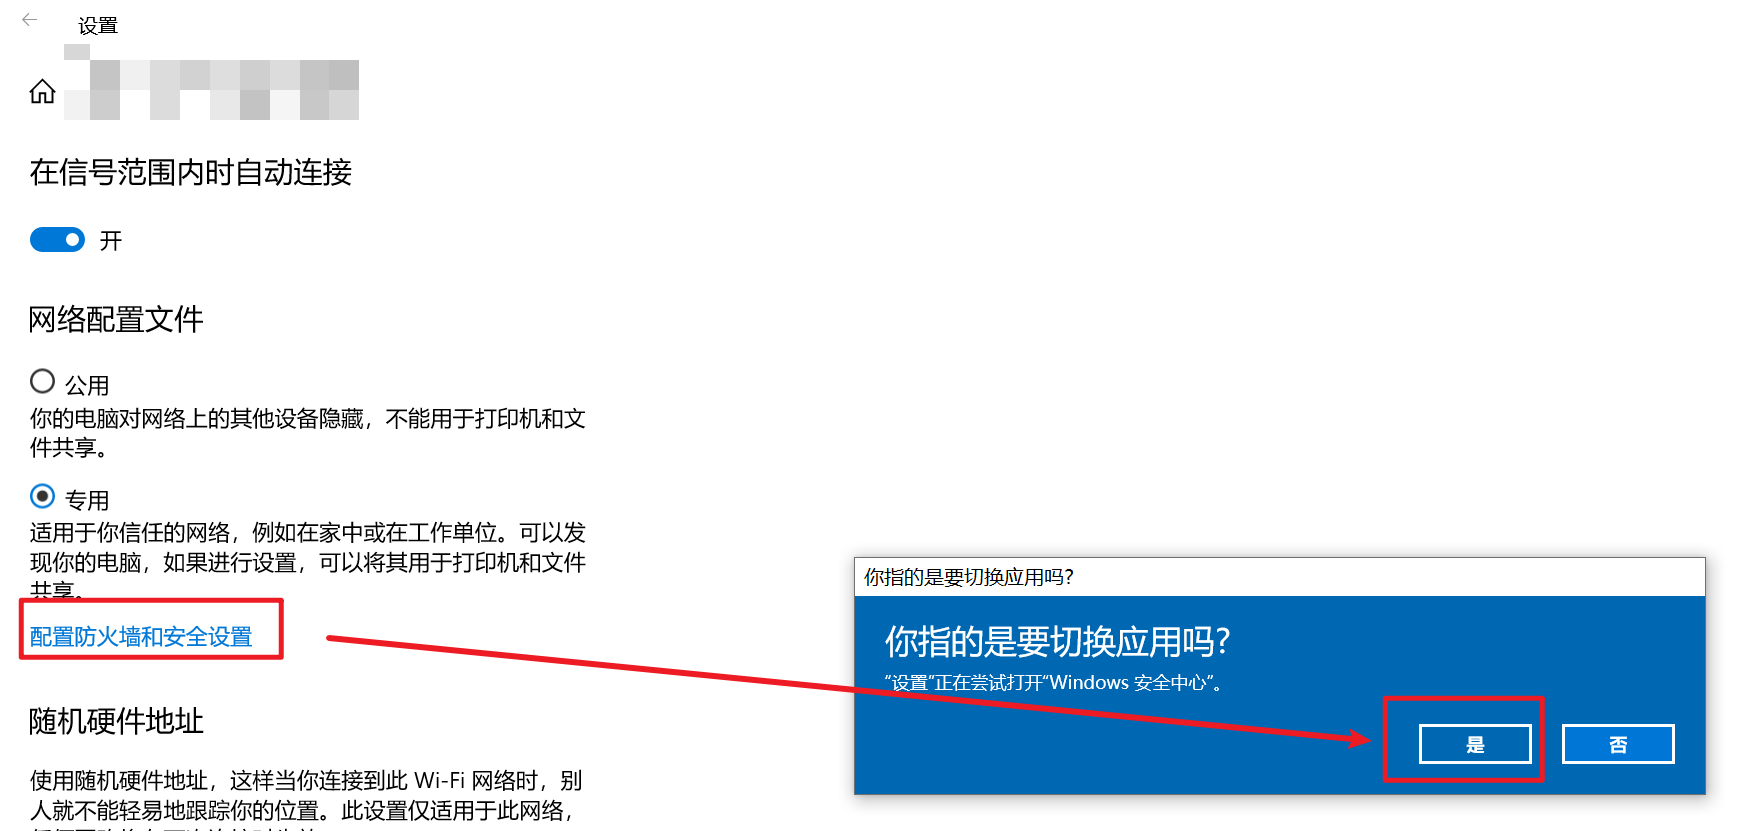 设置
在信号范围内时自动连接
开
网络配置文件
公用
你的电脑对网络上的其他设备隐藏，不能用于打印机和文
件共享。
专用
适用于你信任的网络，例如在家中或在工作单位。可以发
现你的电脑，如果进行设置，可以将其用于打印机和文件
共享。
配置防火墙和安全设置
随机硬件地址
使用随机硬件地址，这样当你连接到此 Wi-Fi 网络时，别
人就不能轻易地跟踪你的位置。此设置仅适用于此网络，
你指的是要切换应用吗?
你指的是要切换应用吗?
“设置”正在尝试打开“Windows 安全中心”。
是
否